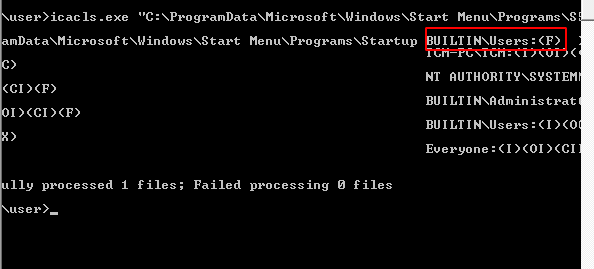 \user>icacls.exe "C:\ProgramData\Microsoft\Windows\Start Menu\Programs\S
amData\Microsoft\Windows\Start Menu\Programs\Startup BUILTIN\Users:(F)
TCM-PC\TCM:(I)(OI)(
C)
NT AUTHORITY\SYSTEM
(CI)(F)
BUILTIN\Administrat
OI)(CI)(F)
BUILTIN\Users:(I)(O
X)
Everyone:(I)(OI)(CI
ully processed 1 files; Failed processing 0 files
\user>_